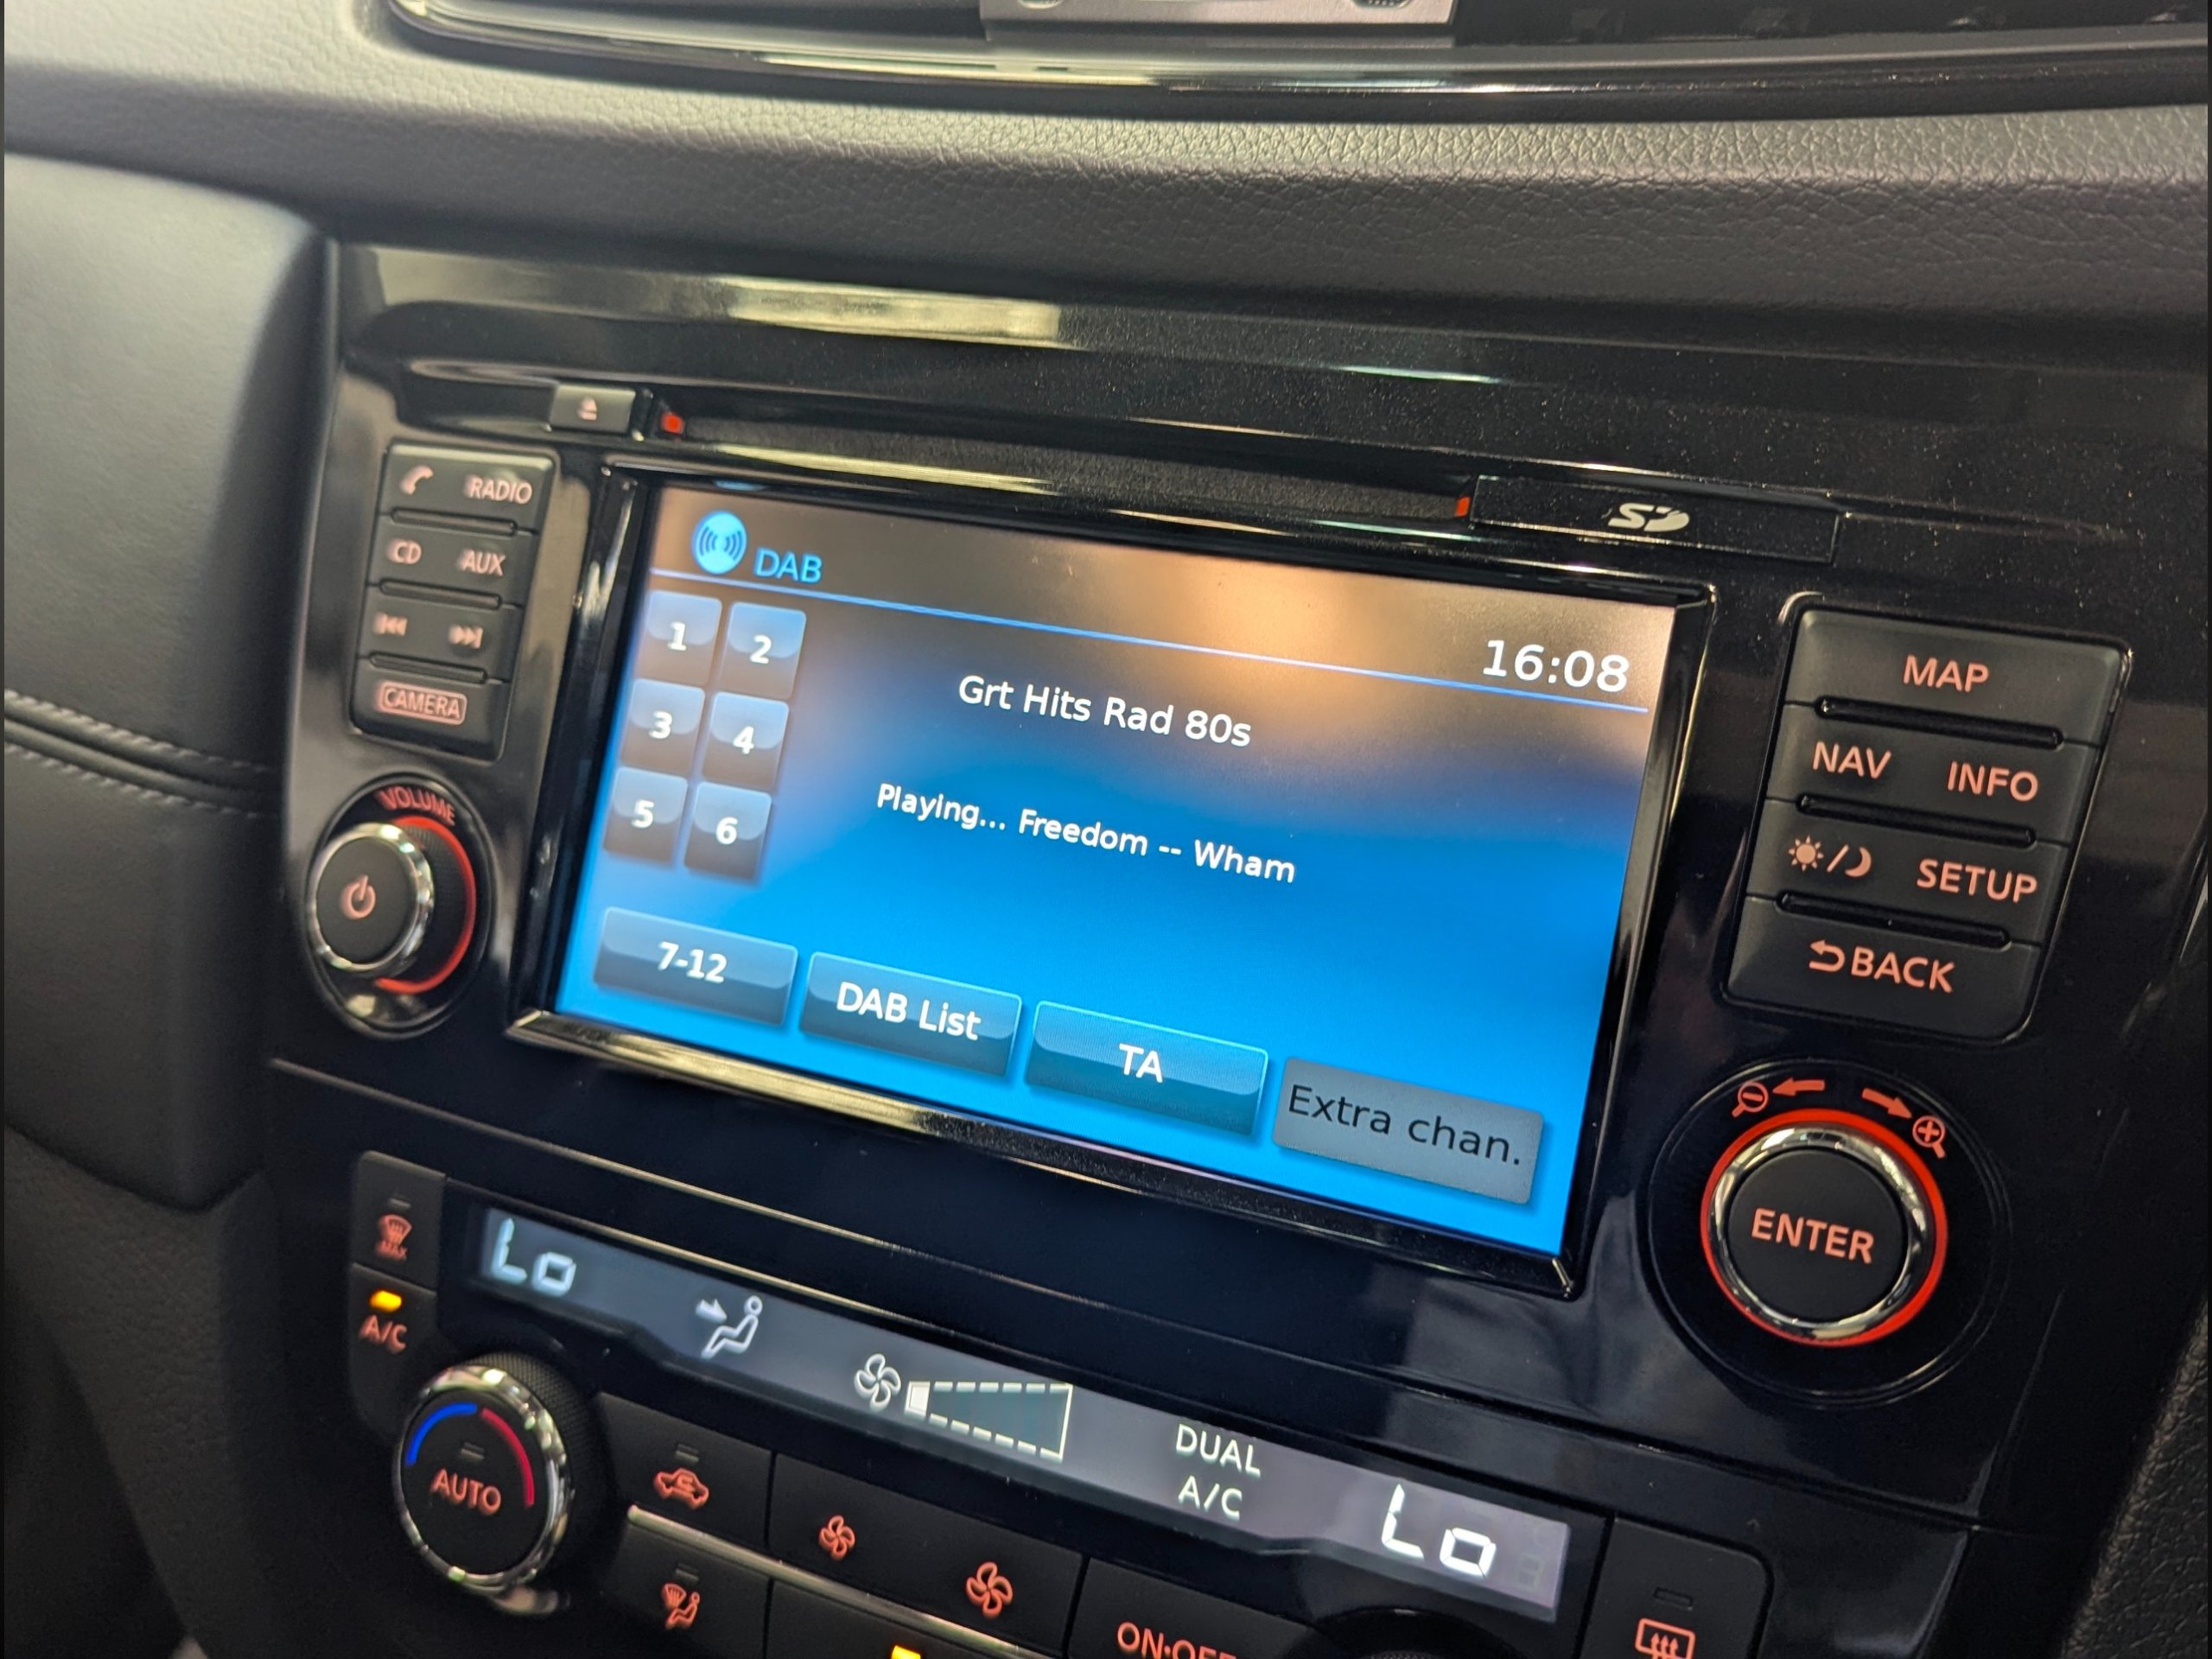 RADIO
CD AUX
CAMERA
VOLUME
SD
DAB
16:08
1 2
3 4
5 6
Grt Hits Rad 80s
Playing... Freedom -- Wham
7-12
DAB List
TA
Extra chan.
MAP
NAV INFO
SETUP
BACK
ENTER
MAX
A/C
Lo
DUAL
A/C
Lo
AUTO